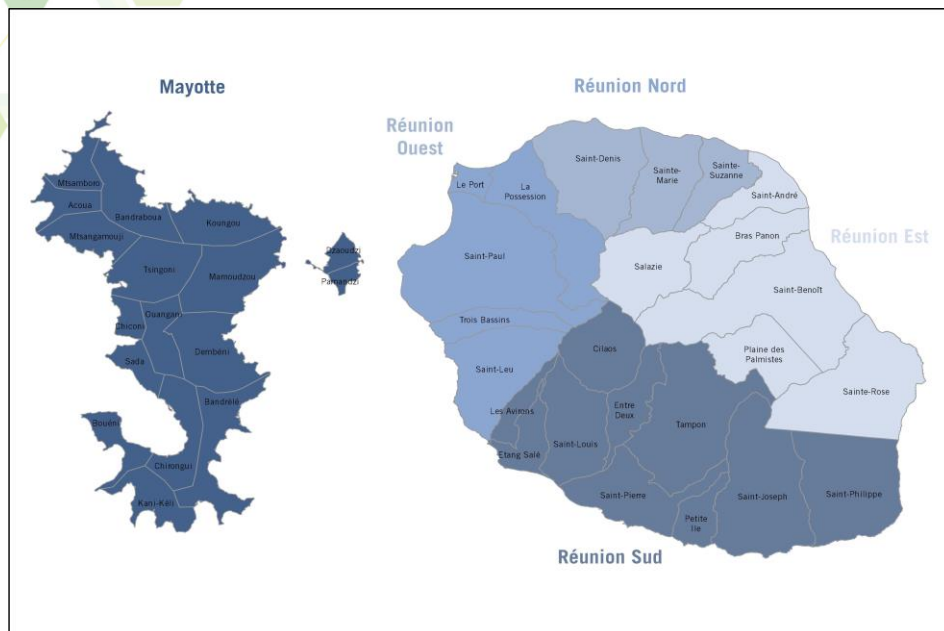 Mayotte
Mtsamboro
Acoua
Bandraboua
Koungou
Mtsangamouji
Tsingoni
Mamoudzou
Dzaoudzi
Pamandzi
Ouangani
Chiconi
Sada
Dembéni
Bandrélé
Bouéni
Chirongui
Kani-Kéli
Réunion Nord
Réunion
Ouest
Saint-Denis
Sainte-
Marie
Sainte-
Suzanne
Le Port
La
Possession
Saint-André
Bras Panon
Réunion Est
Saint-Paul
Salazie
Saint-Benoît
Trois Bassins
Cilaos
Plaine des
Palmistes
Saint-Leu
Sainte-Rose
Les Avirons
Entre
Deux
Tampon
Etang Salé
Saint-Louis
Saint-Pierre
Saint-Joseph
Saint-Philippe
Petite
Ile
Réunion Sud